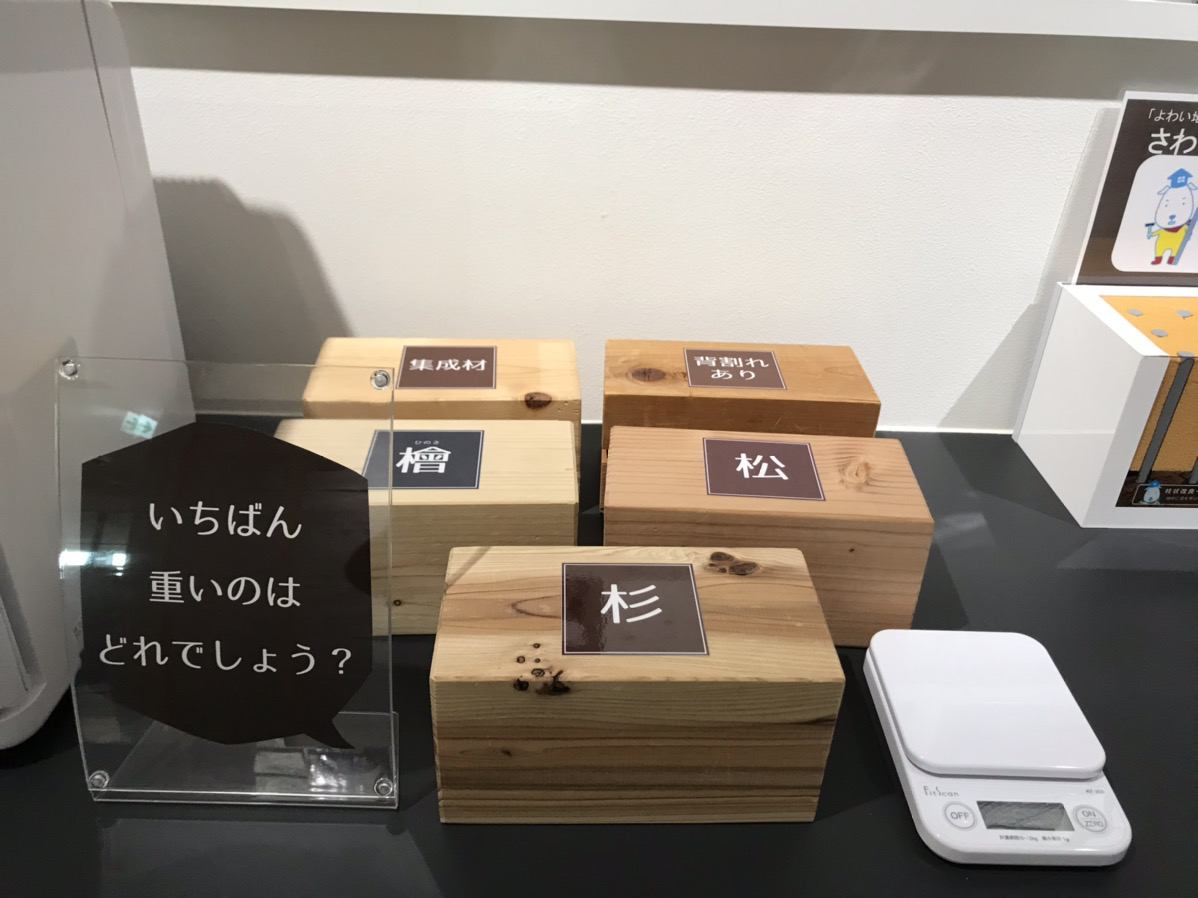 集成材
背割れ
あり
ひのき
檜
松
杉
いちばん
重いのは
どれでしょう？
「よわい
さわ
FitScan
OFF
ON
ZERO